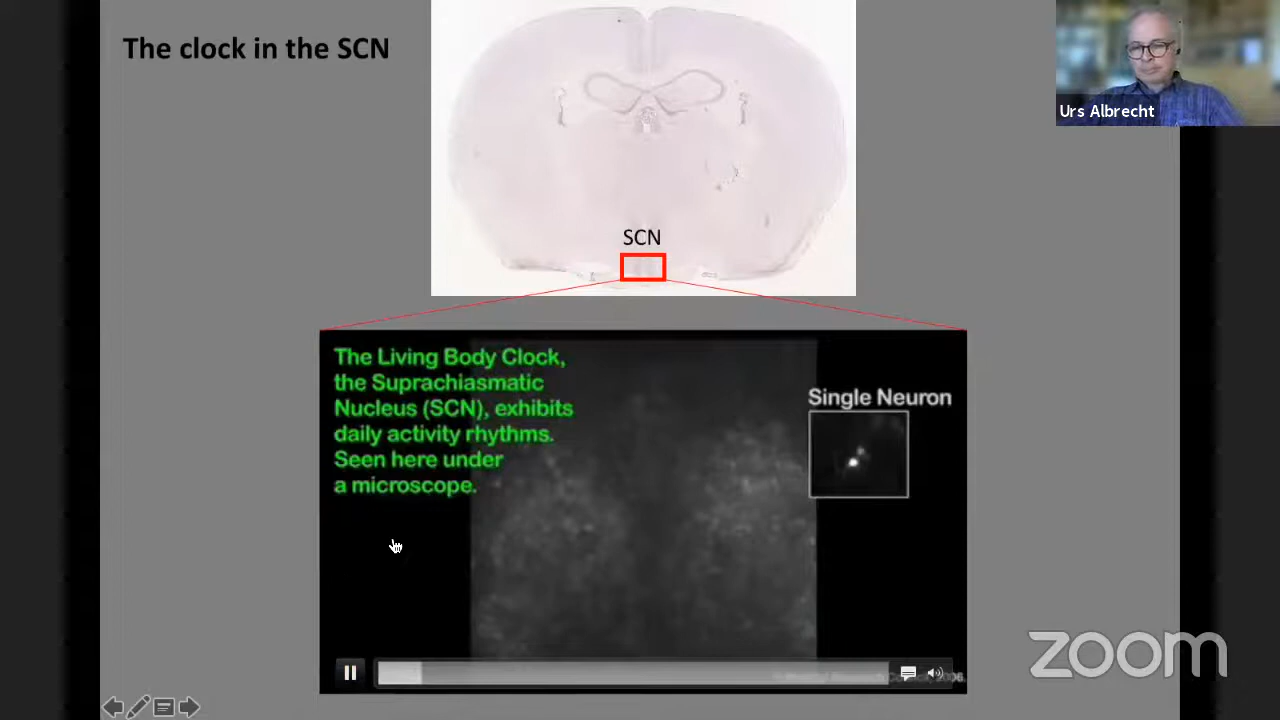 The clock in the SCN
Urs Albrecht
SCN
The Living Body Clock,
the Suprachiasmatic
Nucleus (SCN), exhibits
daily activity rhythms.
Seen here under
a microscope.
Single Neuron
zoom